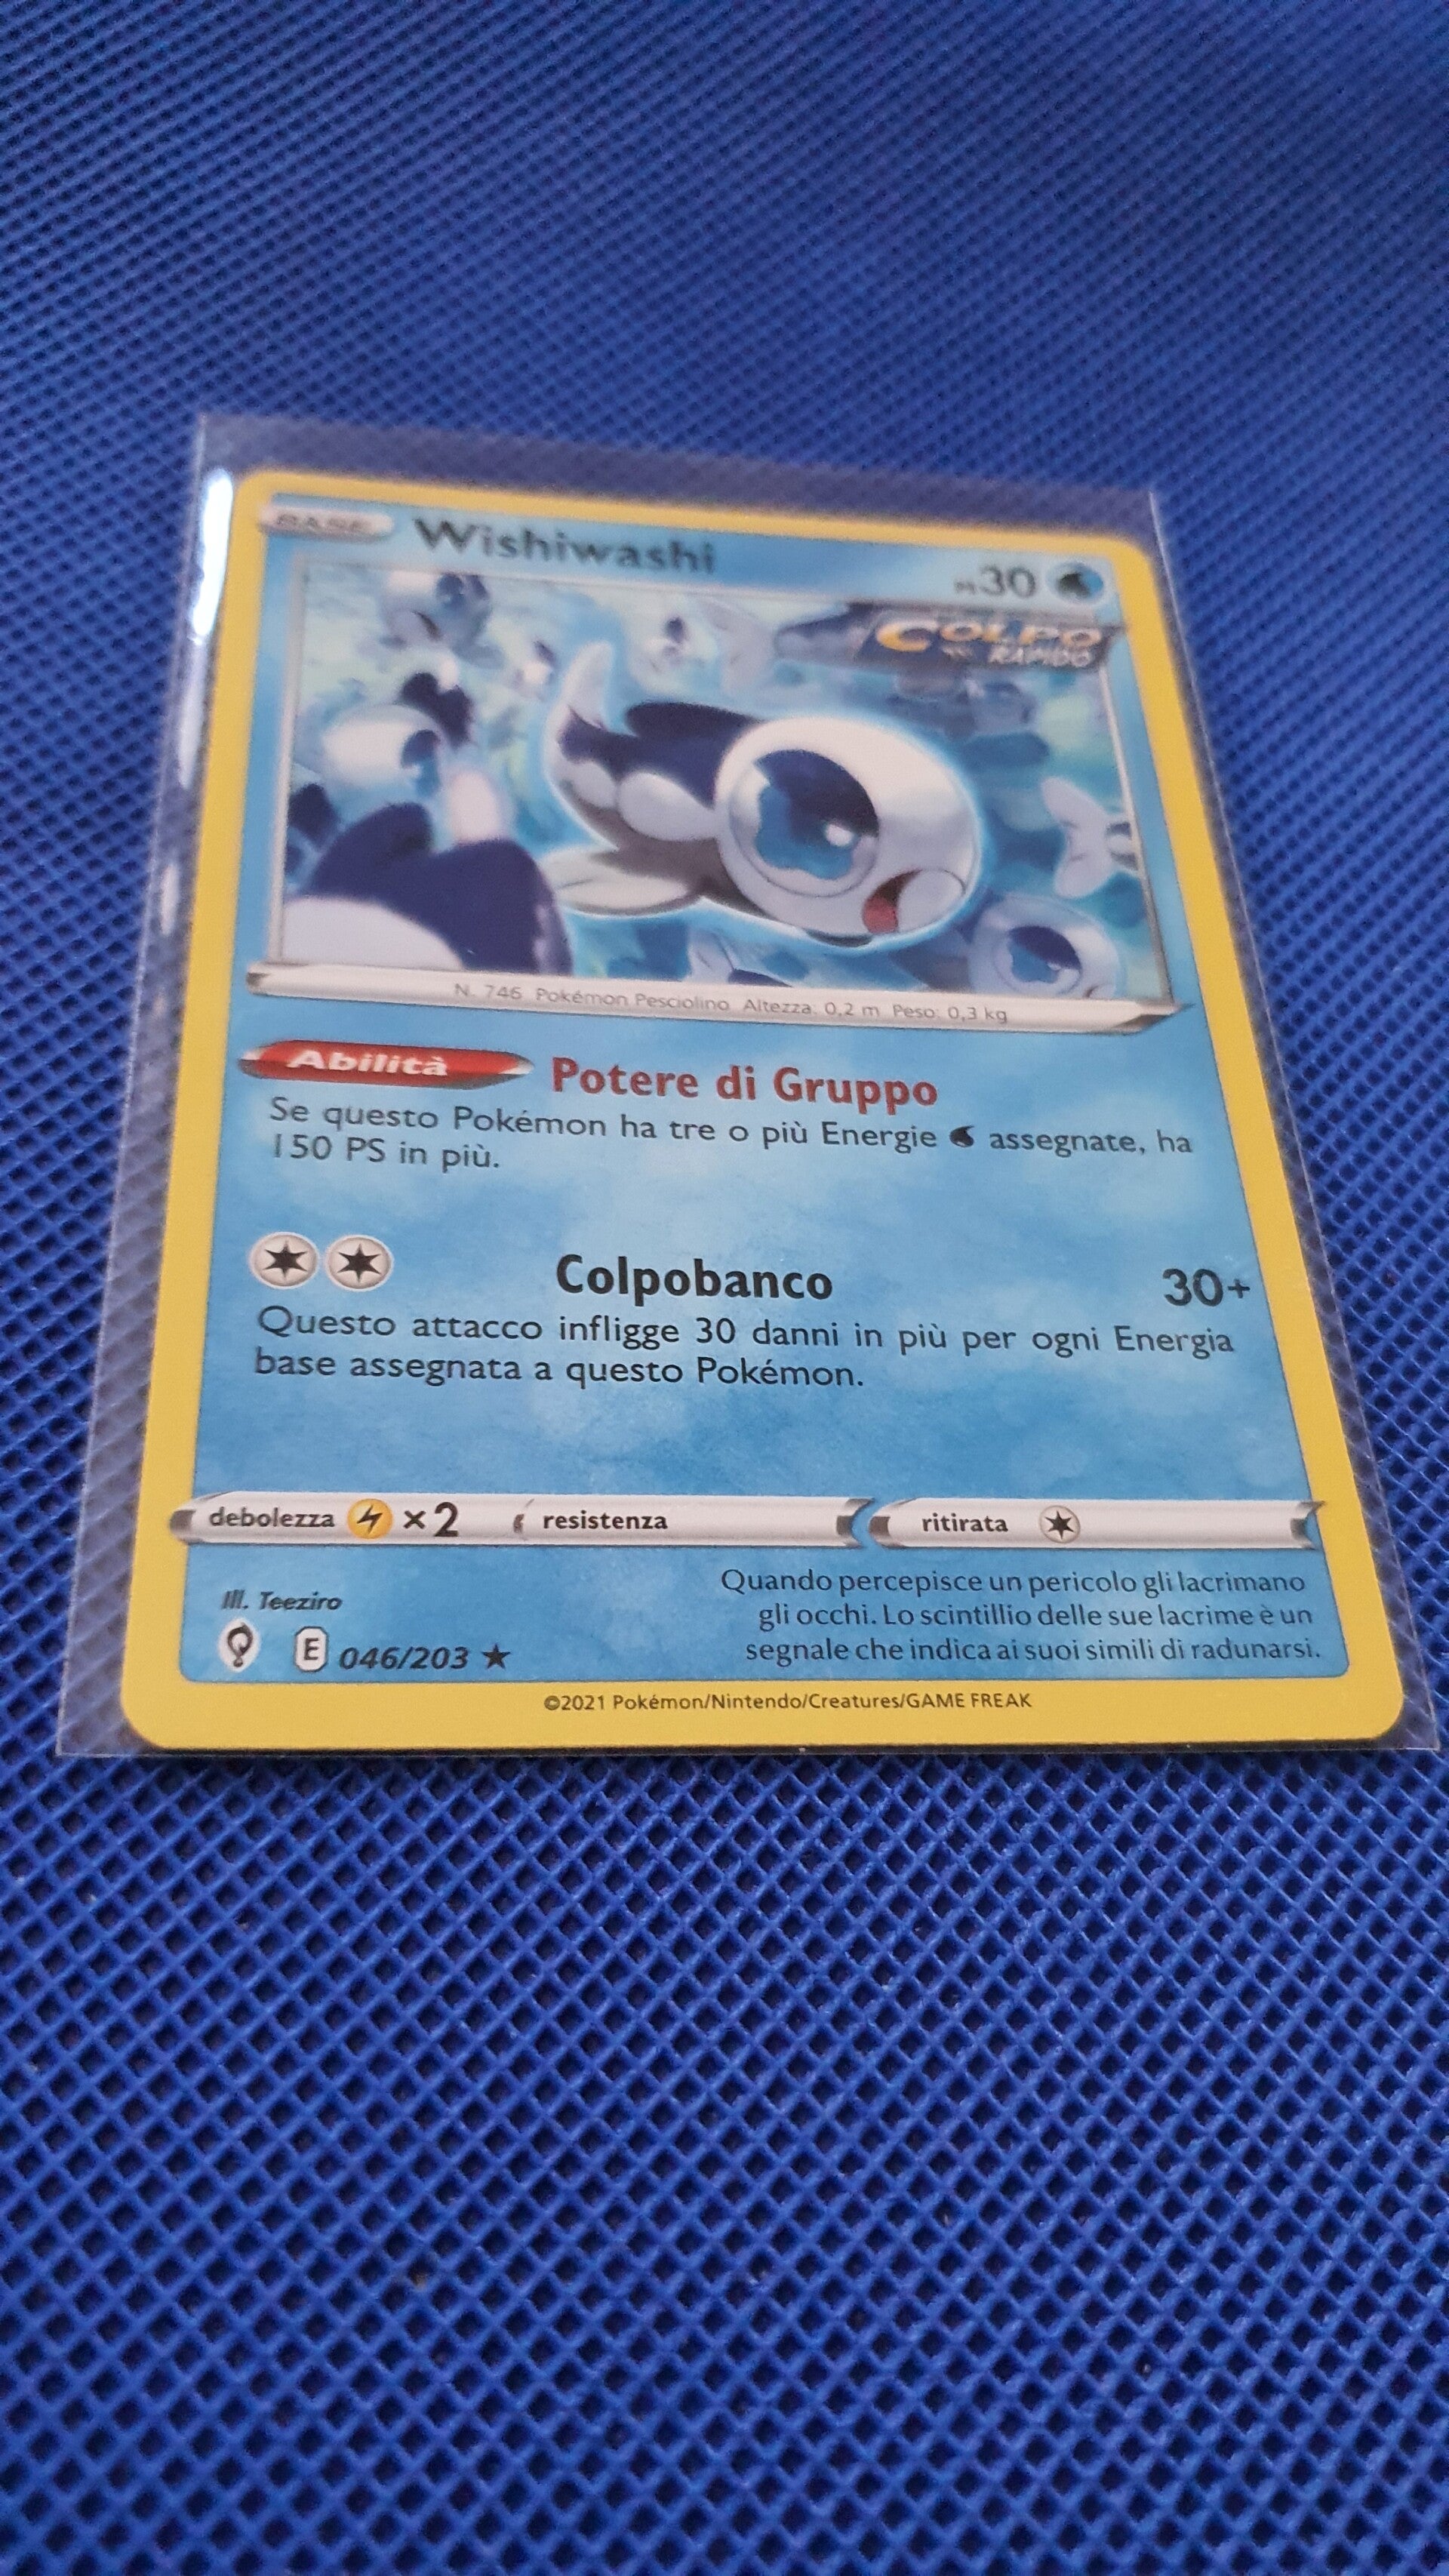 BASE Wishiwashi PS30
COLPO
RAPIDO
N. 746 Pokémon Pesciolino Altezza: 0,2 m Peso: 0,3 kg
Abilità Potere di Gruppo
Se questo Pokémon ha tre o più Energie assegnate, ha
150 PS in più.
Colpobanco 30+
Questo attacco infligge 30 danni in più per ogni Energia
base assegnata a questo Pokémon.
debolezza ×2 resistenza ritirata
Ill. Teeziro
E 046/203 ★
Quando percepisce un pericolo gli lacrimano
gli occhi. Lo scintillio delle sue lacrime è un
segnale che indica ai suoi simili di radunarsi.
©2021 Pokémon/Nintendo/Creatures/GAME FREAK